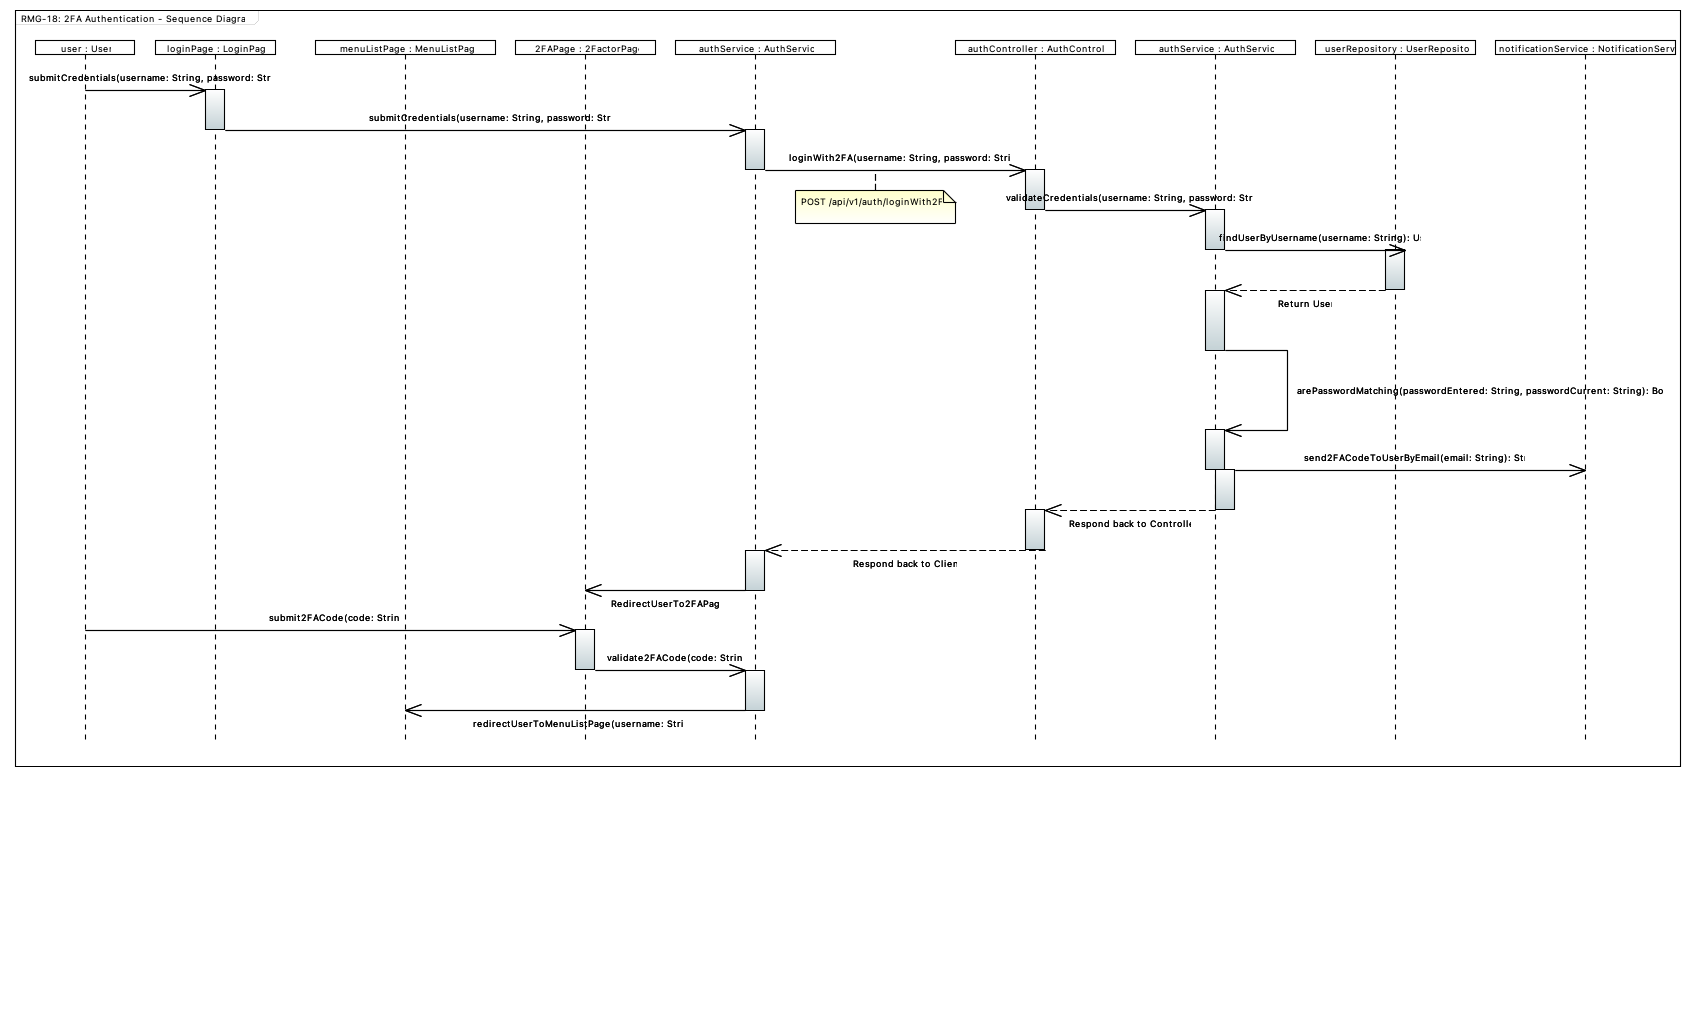 RMG-18: 2FA Authentication - Sequence Diagra
user : User
loginPage : LoginPag
menuListPage : MenuListPag
2FAPage : 2FactorPage
authService : AuthServic
authController : AuthControl
authService : AuthServic
userRepository : UserReposito
notificationService : NotificationServ
submitCredentials(username: String, password: Str
submitCredentials(username: String, password: Str
loginWith2FA(username: String, password: Stri
POST /api/v1/auth/loginWith2F
validateCredentials(username: String, password: Str
findUserByUsername(username: String): Us
Return User
arePasswordMatching(passwordEntered: String, passwordCurrent: String): Bo
send2FACodeToUserByEmail(email: String): Str
Respond back to Controlle
Respond back to Clien
RedirectUserTo2FAPag
submit2FACode(code: Strin
validate2FACode(code: Strin
redirectUserToMenuListPage(username: Stri